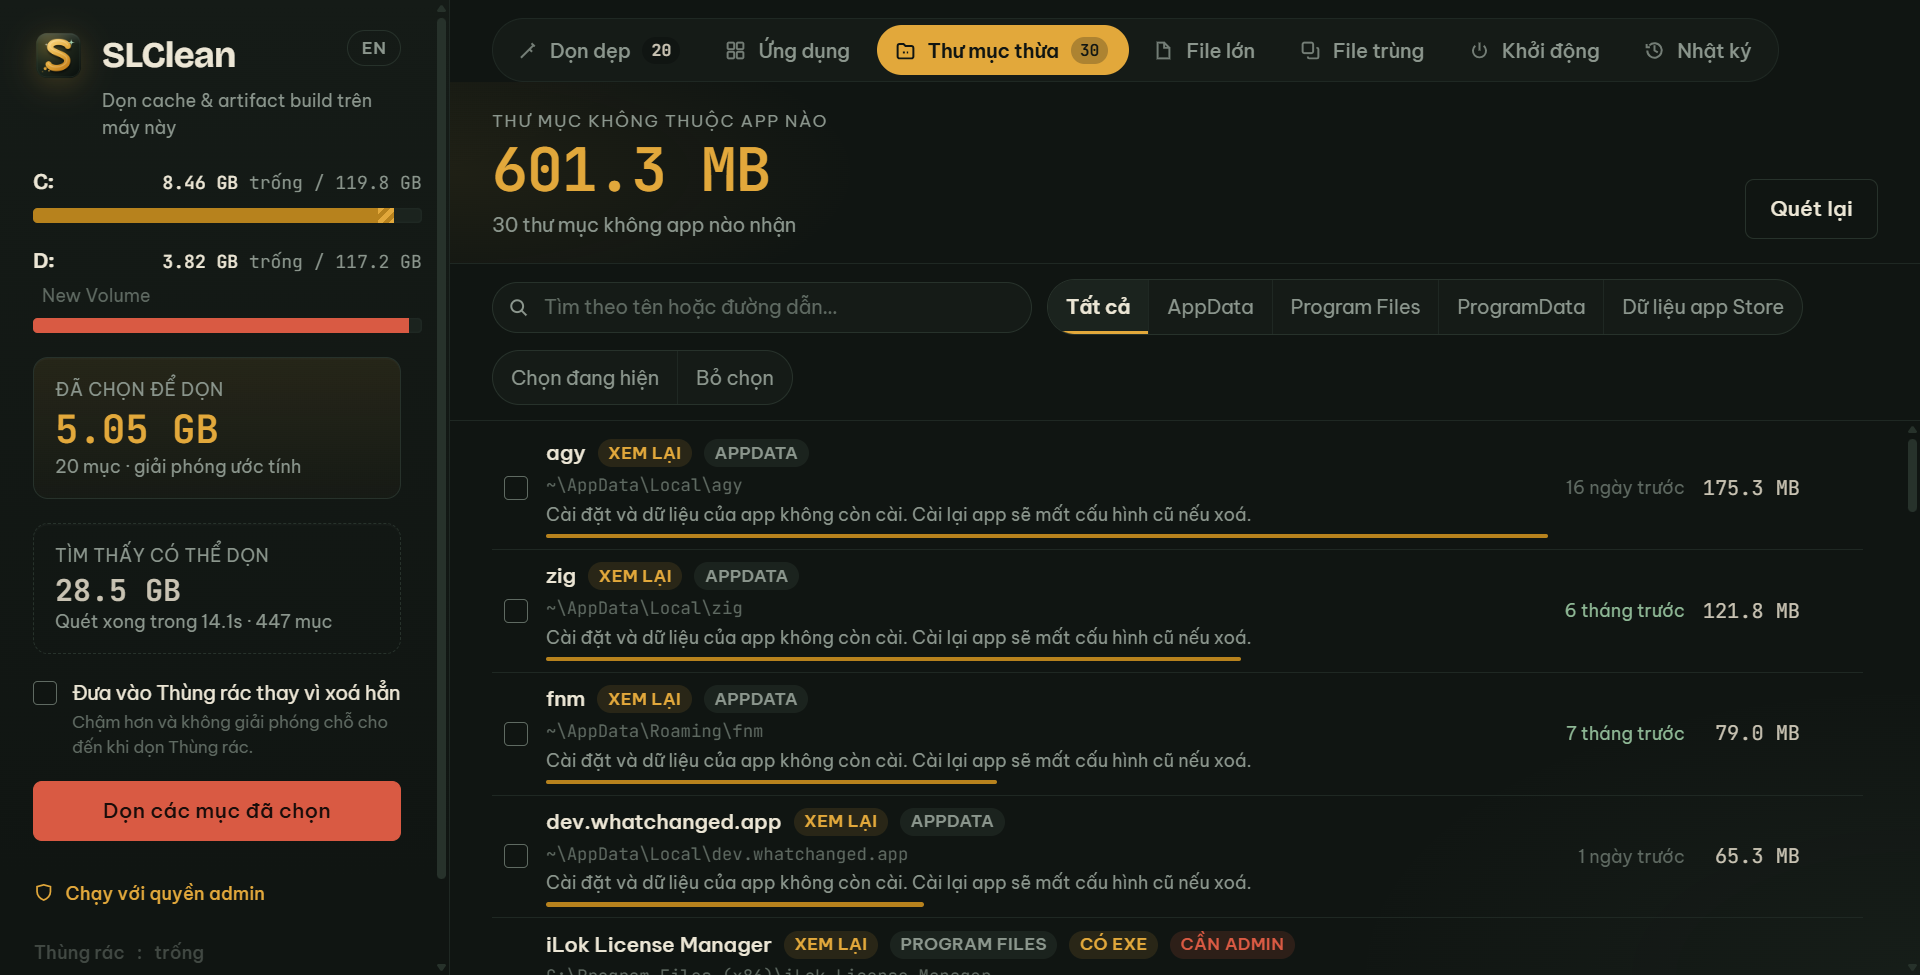 SLClean
EN
Dọn cache & artifact build trên
máy này
C:
8.46 GB trống / 119.8 GB
D:
3.82 GB trống / 117.2 GB
New Volume
ĐÃ CHỌN ĐỂ DỌN
5.05 GB
20 mục · giải phóng ước tính
TÌM THẤY CÓ THỂ DỌN
28.5 GB
Quét xong trong 14.1s · 447 mục
Đưa vào Thùng rác thay vì xoá hẳn
Chậm hơn và không giải phóng chỗ cho
đến khi dọn Thùng rác.
Dọn các mục đã chọn
Chạy với quyền admin
Thùng rác : trống
Dọn dẹp 20
Ứng dụng
Thư mục thừa 30
File lớn
File trùng
Khởi động
Nhật ký
THƯ MỤC KHÔNG THUỘC APP NÀO
601.3 MB
30 thư mục không app nào nhận
Quét lại
Tìm theo tên hoặc đường dẫn...
Tất cả
AppData
Program Files
ProgramData
Dữ liệu app Store
Chọn đang hiện
Bỏ chọn
agy XEM LẠI APPDATA
~\AppData\Local\agy
Cài đặt và dữ liệu của app không còn cài. Cài lại app sẽ mất cấu hình cũ nếu xoá.
16 ngày trước 175.3 MB
zig XEM LẠI APPDATA
~\AppData\Local\zig
Cài đặt và dữ liệu của app không còn cài. Cài lại app sẽ mất cấu hình cũ nếu xoá.
6 tháng trước 121.8 MB
fnm XEM LẠI APPDATA
~\AppData\Roaming\fnm
Cài đặt và dữ liệu của app không còn cài. Cài lại app sẽ mất cấu hình cũ nếu xoá.
7 tháng trước 79.0 MB
dev.whatchanged.app XEM LẠI APPDATA
~\AppData\Local\dev.whatchanged.app
Cài đặt và dữ liệu của app không còn cài. Cài lại app sẽ mất cấu hình cũ nếu xoá.
1 ngày trước 65.3 MB
iLok License Manager XEM LẠI PROGRAM FILES CÓ EXE CẦN ADMIN